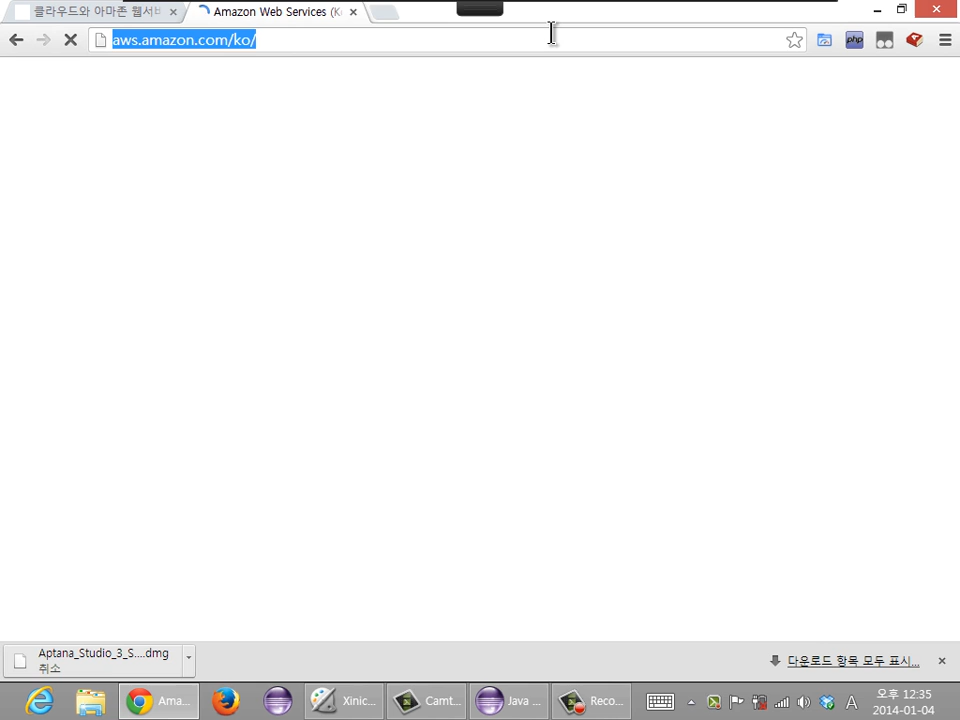 클라우드와 아마존 웹서비
Amazon Web Services (K
aws.amazon.com/ko/
php
Aptana_Studio_3_S....dmg
취소
다운로드 항목 모두 표시...
Ama...
Xinic...
Camt...
Java ...
Reco...
A
오후 12:35
2014-01-04